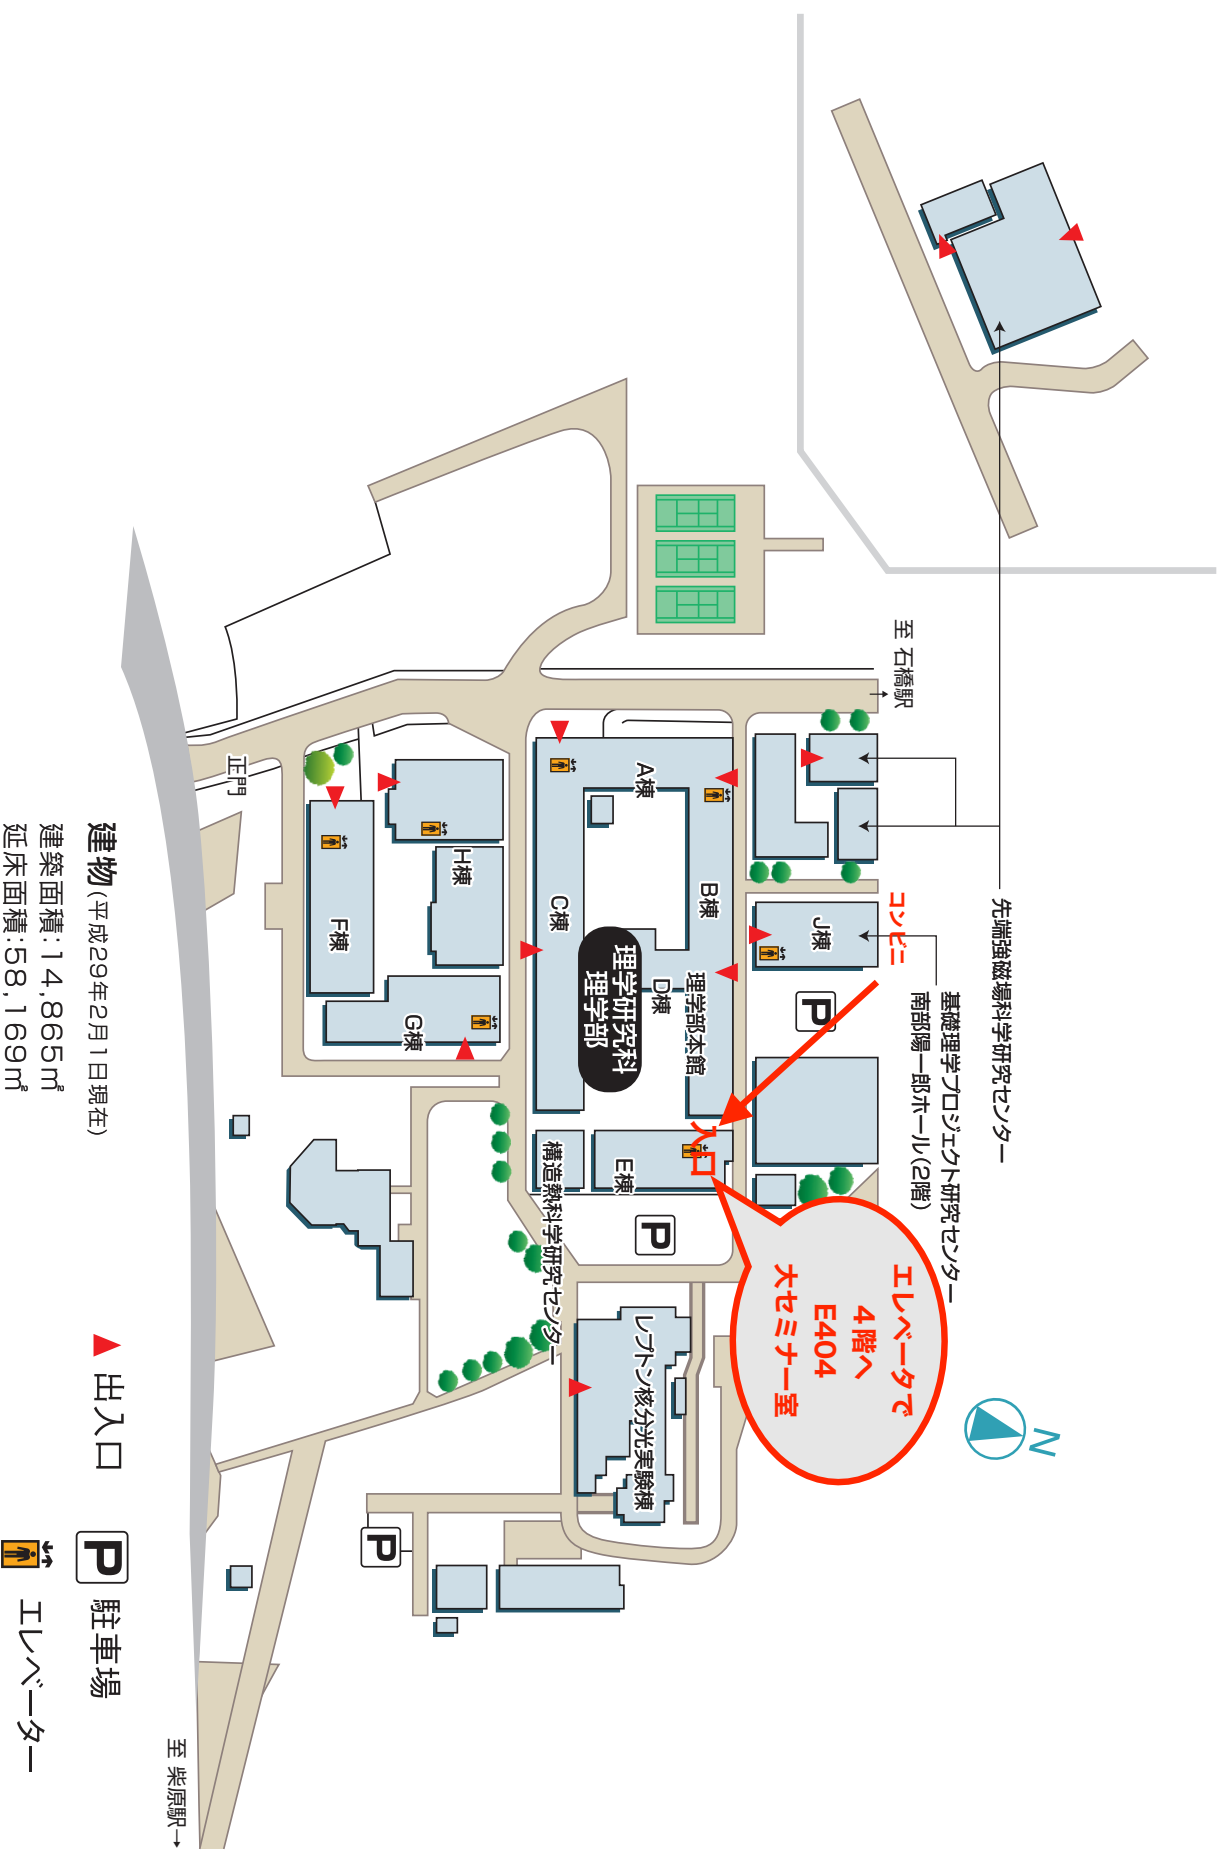 至 石橋駅
先端強磁場科学研究センター
基礎理学プロジェクト研究センター
南部陽一郎ホール(2階)
コンビニ
J棟
P
A棟
B棟
C棟
D棟
理学部本館
理学研究科
理学部
E棟
入口
構造熱科学研究センター
P
エレベータで
4階へ
E404
大セミナー室
N
レプトン核分光実験棟
P
H棟
F棟
G棟
正門
至 柴原駅
建物(平成29年2月1日現在)
建築面積:14,865㎡
延床面積:58,169㎡
出入口
P 駐車場
エレベーター